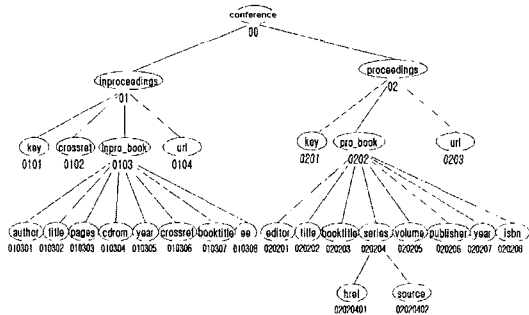 conference
00
inproceedings
proceedings
01
02
key
crossref
inpro_book
url
key
pro_book
url
0101
0102
0103
0104
0201
0202
0203
author title pages cdrom year crossref booktitle ee
editor title booktitle series volume publisher year isbn
010301 010302 010303 010304 010305 010306 010307 010308
020201 020202 020203 020204 020205 020206 020207 020208
href
source
02020401
02020402